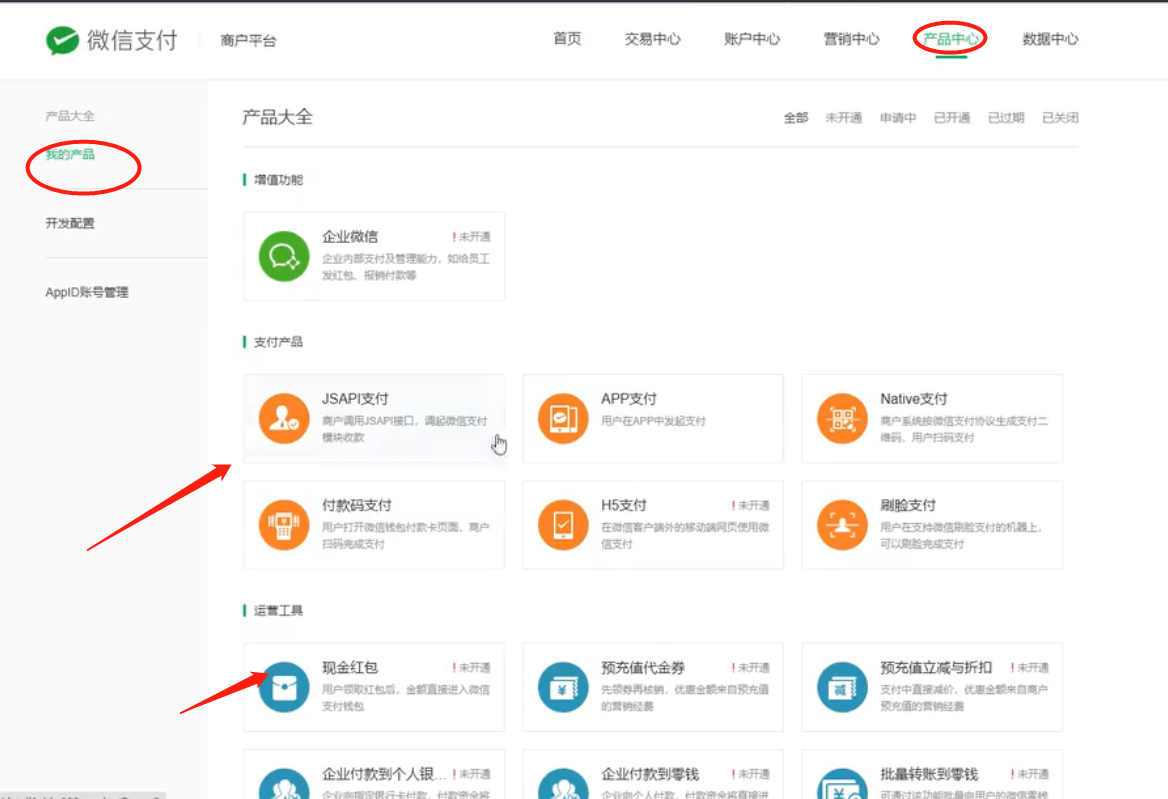 微信支付 商户平台 首页 交易中心 账户中心 营销中心 产品中心 数据中心
产品大全
我的产品
开发配置
AppID账号管理
产品大全 全部 未开通 申请中 已开通 已过期 已关闭
增值功能
企业微信 !未开通
企业内部支付及管理能力，如给员工
发红包、报销付款等
支付产品
JSAPI支付
商户调用JSAPI接口，调起微信支付
模块收款
APP支付
用户在APP中发起支付
Native支付
商户系统按微信支付协议生成支付二
维码，用户扫码支付
付款码支付
用户打开微信钱包付款卡页面，商户
扫码完成支付
H5支付 !未开通
在微信客户端外的移动端网页使用微
信支付
刷脸支付
用户在支持微信刷脸支付的机器上，
可以刷脸完成支付
运营工具
现金红包 !未开通
用户领取红包后，金额直接进入微信
支付钱包
预充值代金券 !未开通
先领券再核销，优惠金额来自预充值
的营销经费
预充值立减与折扣 !未开通
支付中直接减价，优惠金额来自商户
预充值的营销经费
企业付款到个人银... !未开通
企业向指定银行卡付款，付款资金将
企业付款到零钱 !未开通
企业向个人付款，付款资金将直接进
批量转账到零钱 !未开通
可通过该功能批量向用户的微信零钱